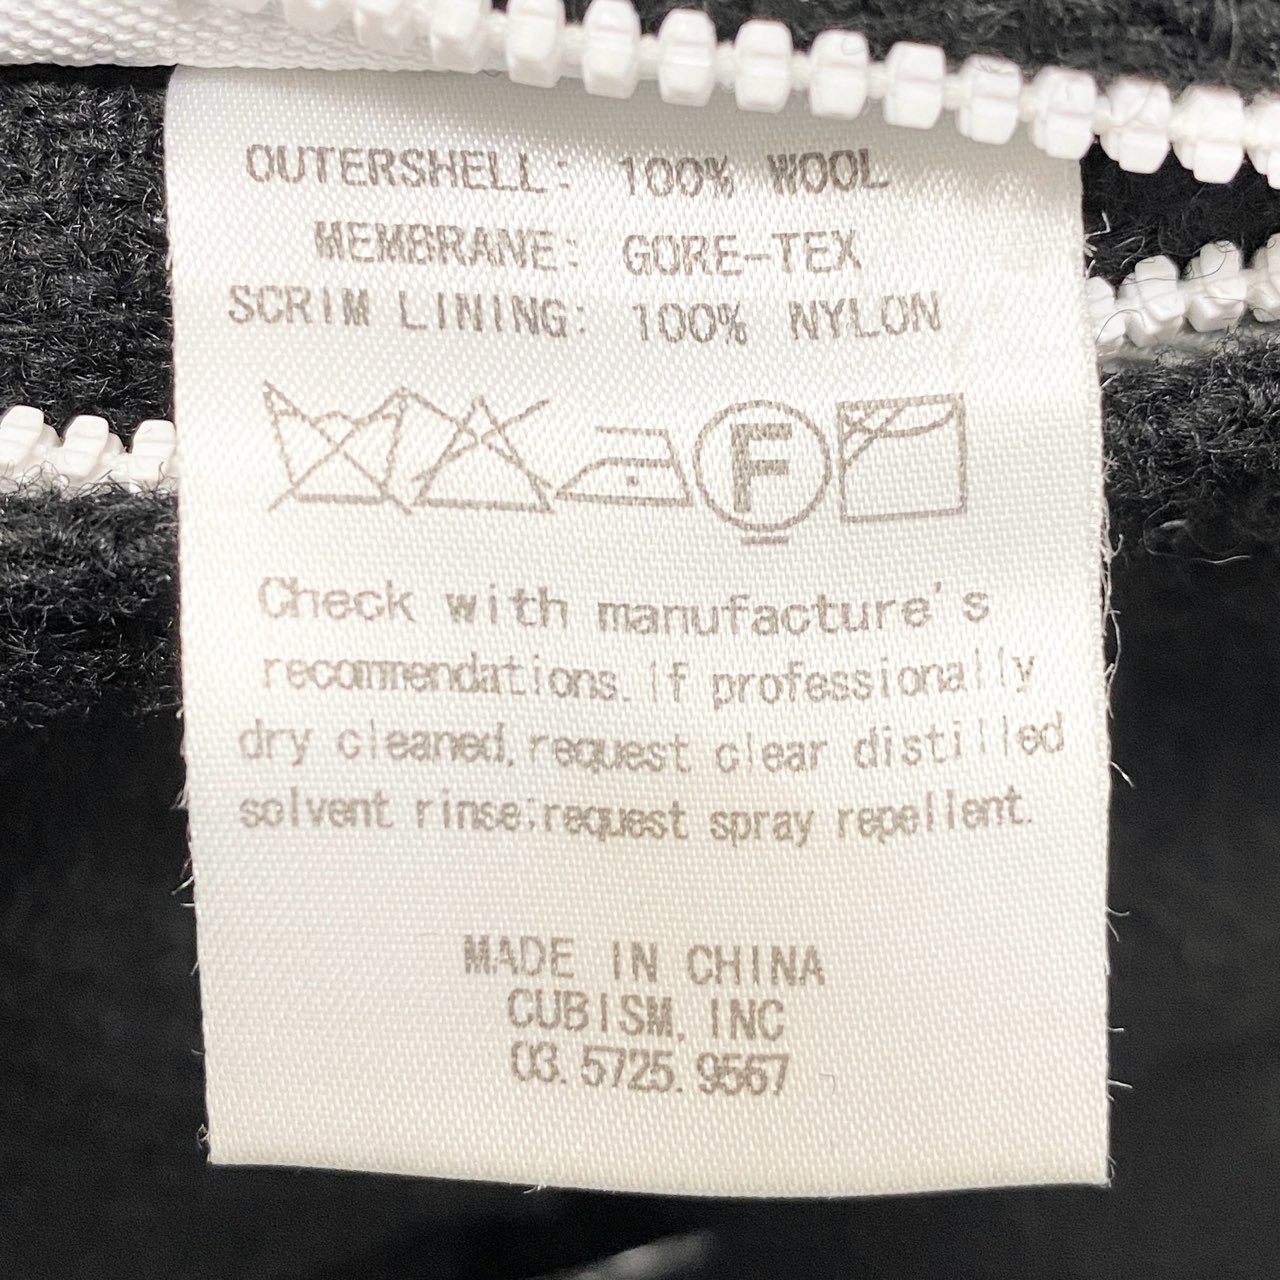 OUTERSHELL: 100% WOOL
MEMBRANE: GORE-TEX
SCRIM LINING: 100% NYLON
F
Check with manufacture's
recommendations. If professionally
dry cleaned, request clear distilled
solvent rinse;request spray repellent.
MADE IN CHINA
CUBISM, INC
03. 5725. 9567